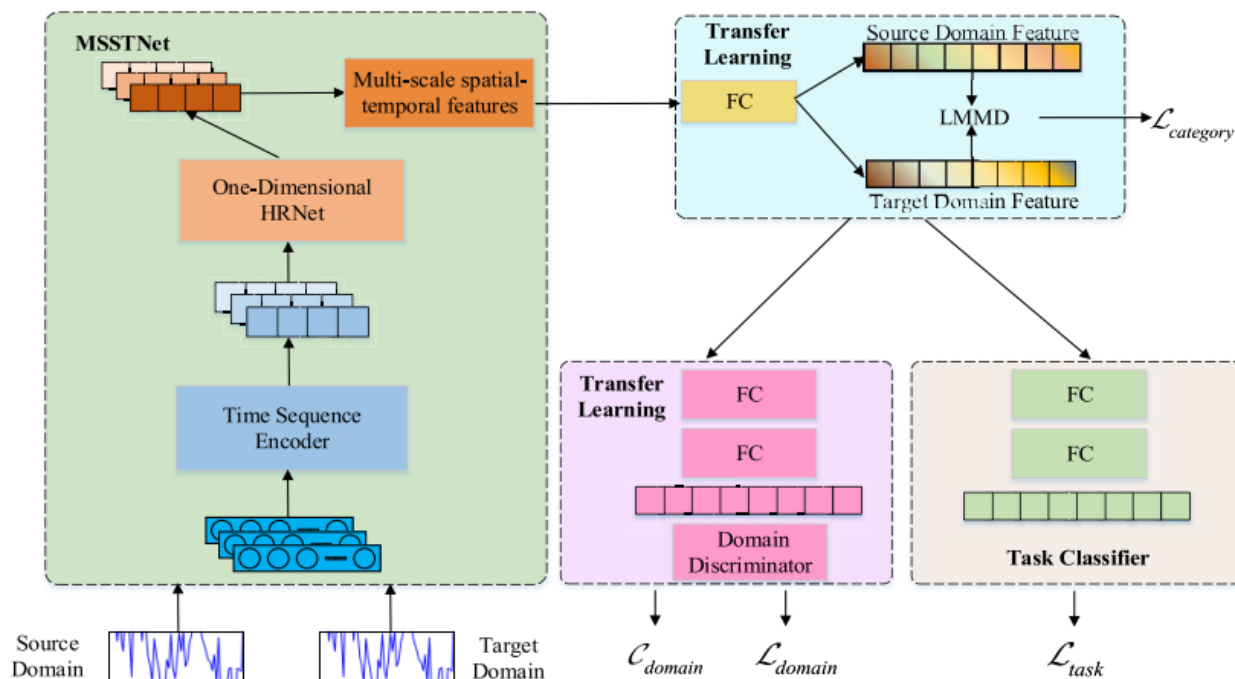 MSSTNet
Multi-scale spatial-
temporal features
One-Dimensional
HRNet
Time Sequence
Encoder
Source
Domain
Target
Domain
Transfer
Learning
FC
Source Domain Feature
LMMD
Target Domain Feature
ℒcategory
Transfer
Learning
FC
FC
Domain
Discriminator
𝒞domain
ℒdomain
FC
FC
Task Classifier
ℒtask